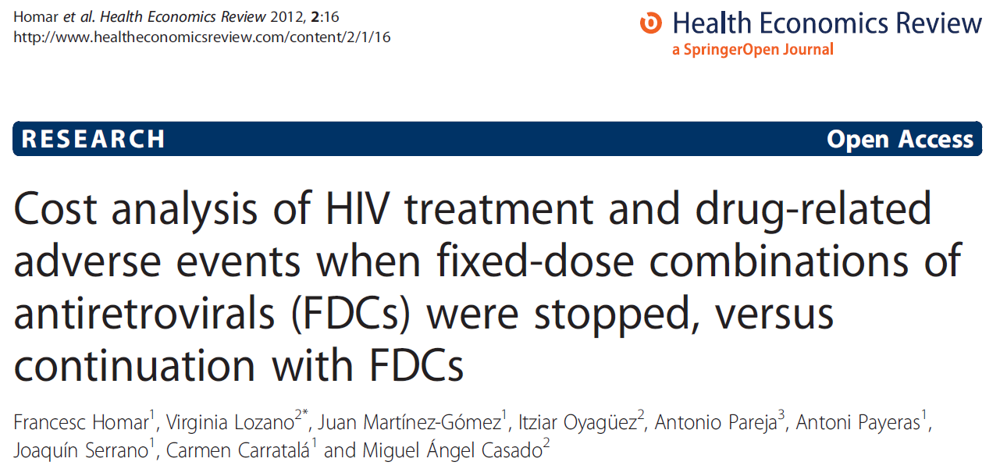 Homar et al. Health Economics Review 2012, 2:16
http://www.healtheconomicsreview.com/content/2/1/16
Health Economics Review
a SpringerOpen Journal
RESEARCH
Open Access
Cost analysis of HIV treatment and drug-related
adverse events when fixed-dose combinations of
antiretrovirals (FDCs) were stopped, versus
continuation with FDCs
Francesc Homar1, Virginia Lozano2*, Juan Martínez-Gómez1, Itziar Oyagüez2, Antonio Pareja3, Antoni Payeras1,
Joaquín Serrano1, Carmen Carratalá1 and Miguel Ángel Casado2